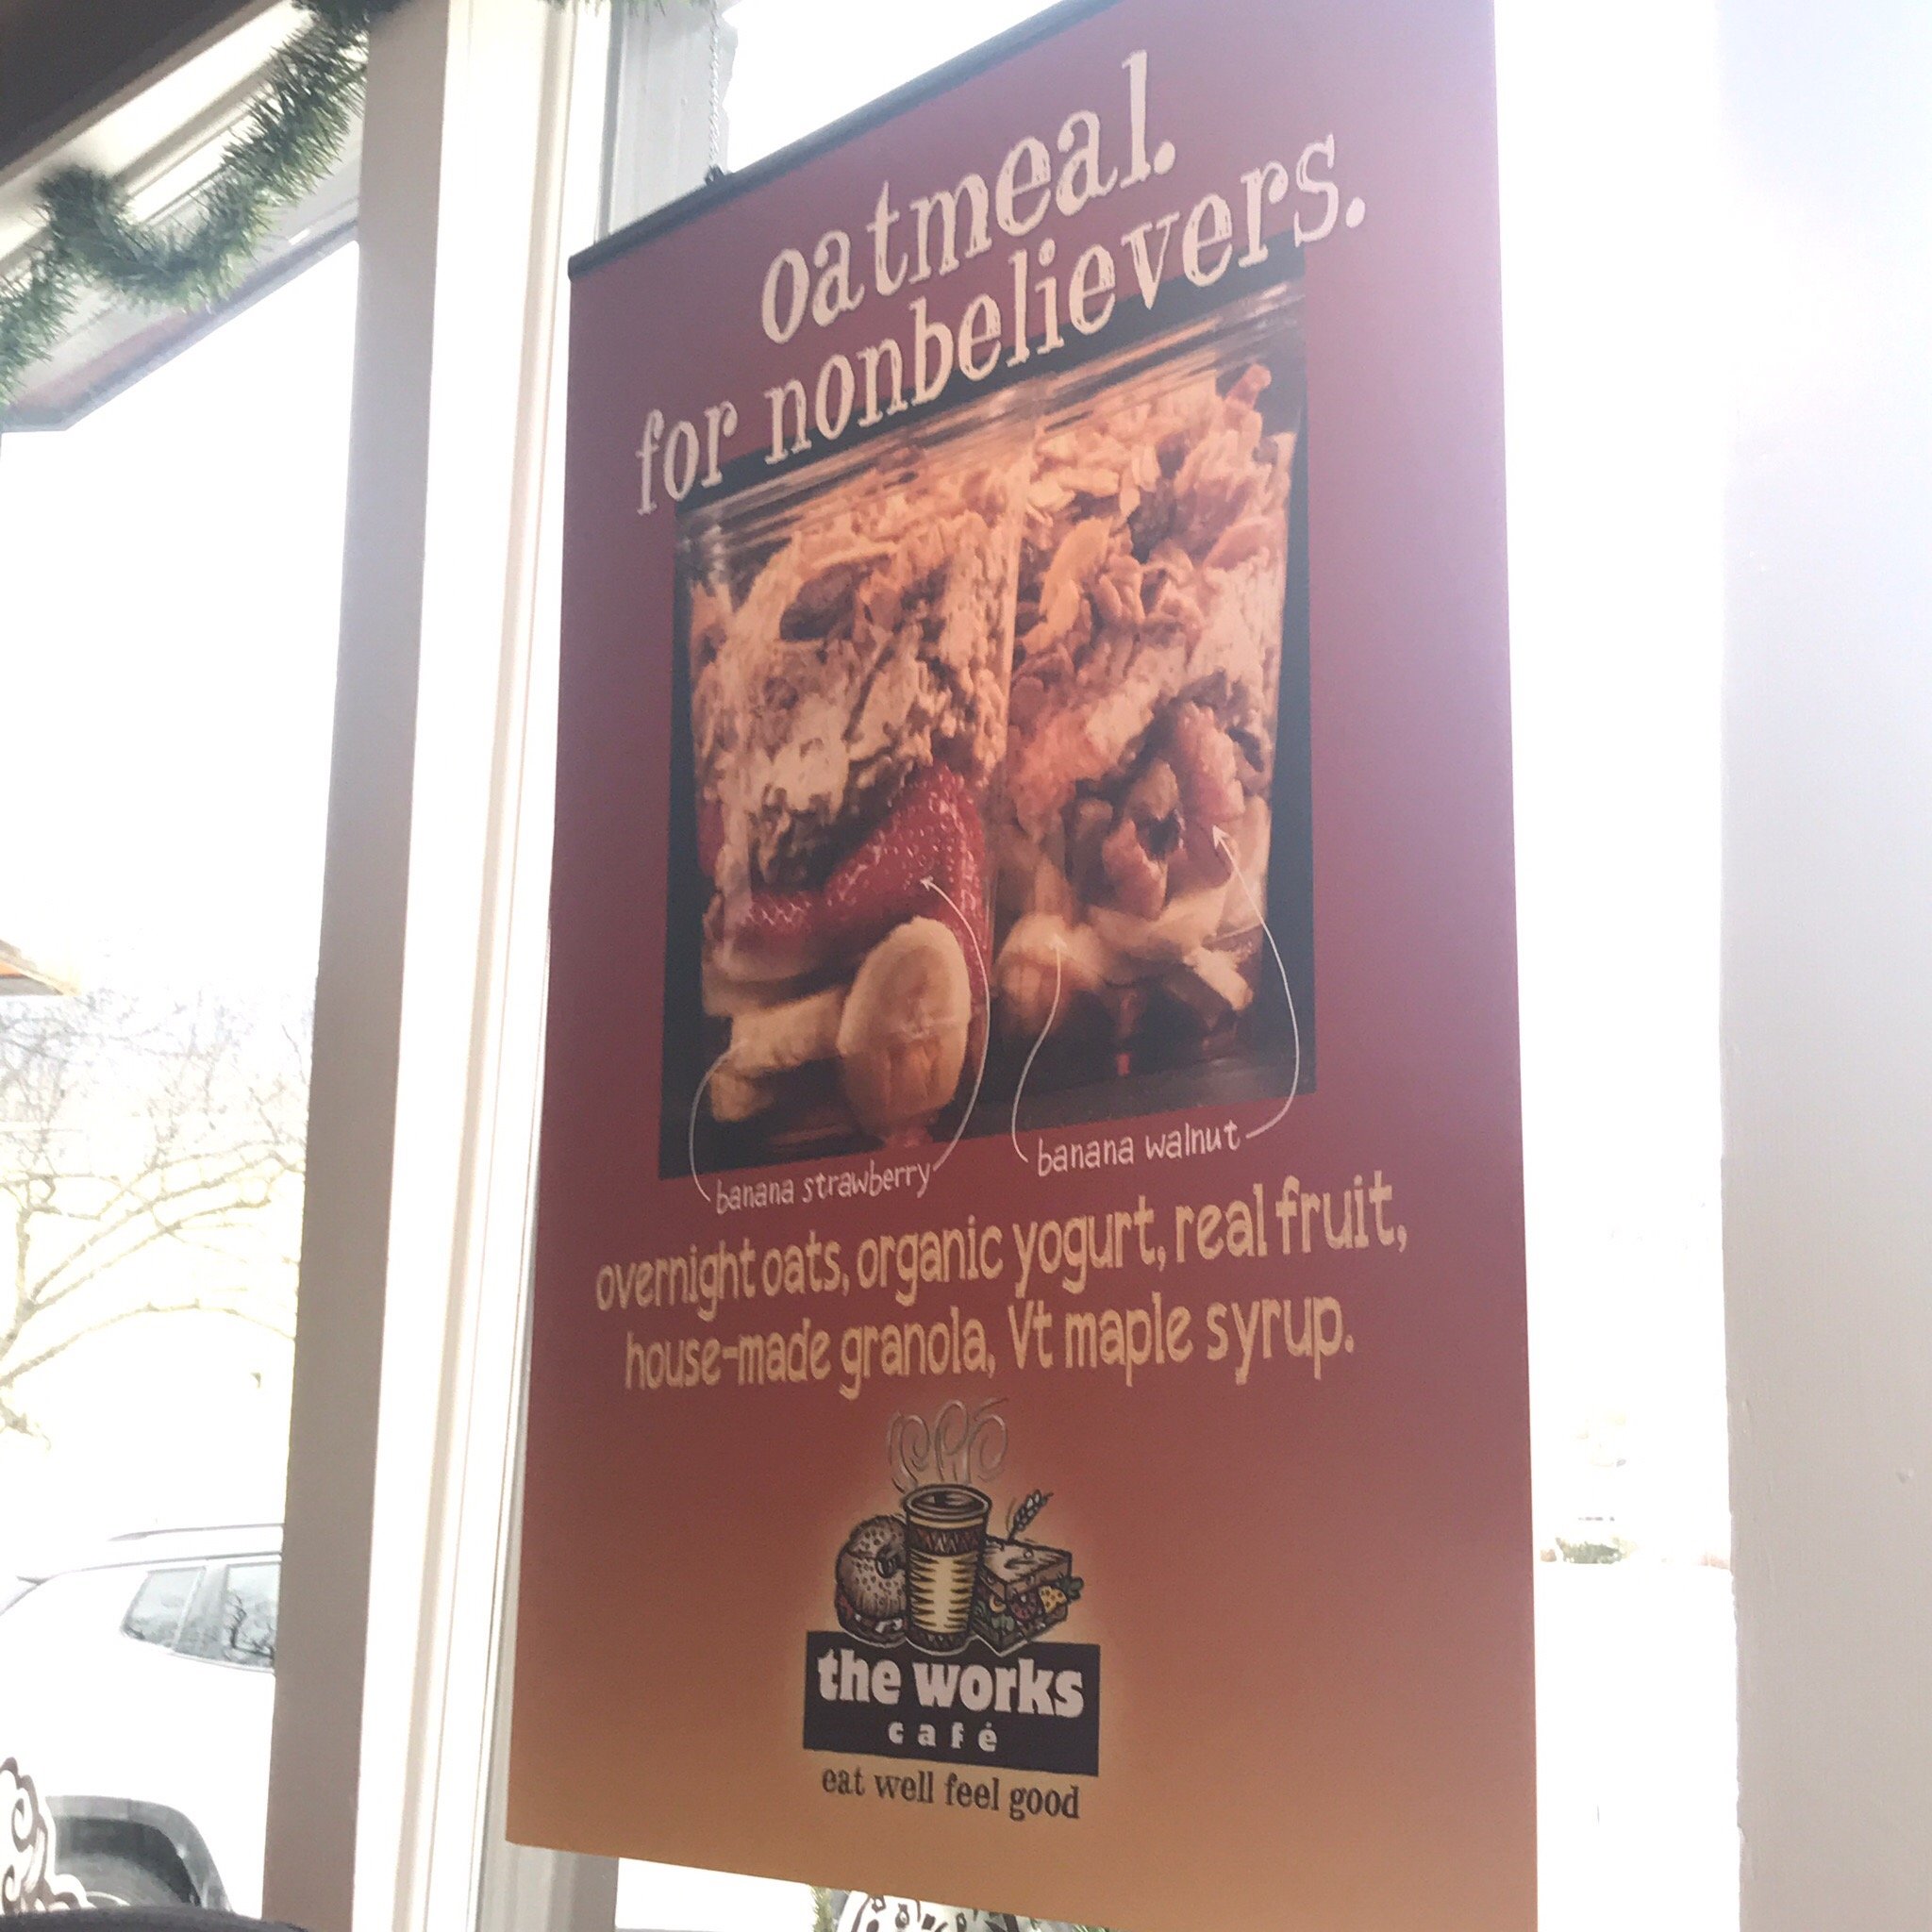 oatmeal.
for nonbelievers.
banana strawberry
banana walnut
overnight oats, organic yogurt, real fruit,
house-made granola, Vt maple syrup.
the works
café
eat well feel good